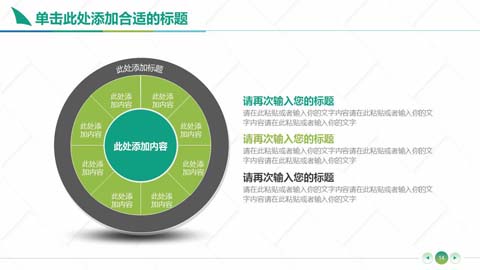 单击此处添加合适的标题
此处添加标题
此处添
加内容
此处添
加内容
此处添
加内容
此处添
加内容
此处添加内容
此处添
加内容
此处添
加内容
此处添
加内容
此处添
加内容
请再次输入您的标题
请在此粘贴或者输入你的文字内容请在此粘贴或者输入你的文
字内容请在此粘贴或者输入你的文字
请再次输入您的标题
请在此粘贴或者输入你的文字内容请在此粘贴或者输入你的文
字内容请在此粘贴或者输入你的文字
请再次输入您的标题
请在此粘贴或者输入你的文字内容请在此粘贴或者输入你的文
字内容请在此粘贴或者输入你的文字
14